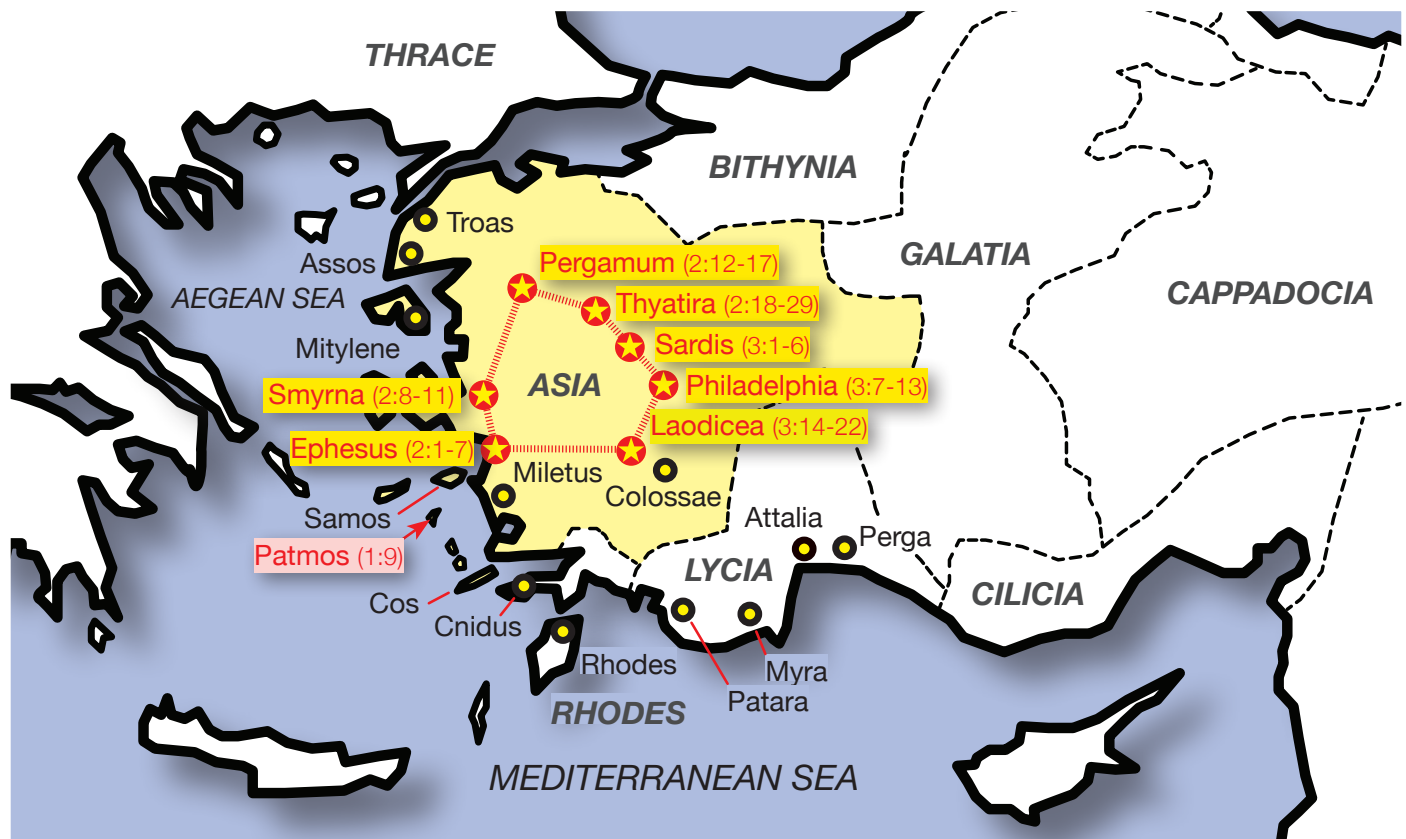 THRACE
BITHYNIA
Troas
Assos
Pergamum (2:12-17)
GALATIA
AEGEAN SEA
Thyatira (2:18-29)
CAPPADOCIA
Mitylene
Sardis (3:1-6)
Smyrna (2:8-11)
ASIA
Philadelphia (3:7-13)
Laodicea (3:14-22)
Ephesus (2:1-7)
Miletus
Colossae
Samos
Attalia
Perga
Patmos (1:9)
LYCIA
CILICIA
Cos
Cnidus
Rhodes
Myra
Patara
RHODES
MEDITERRANEAN SEA